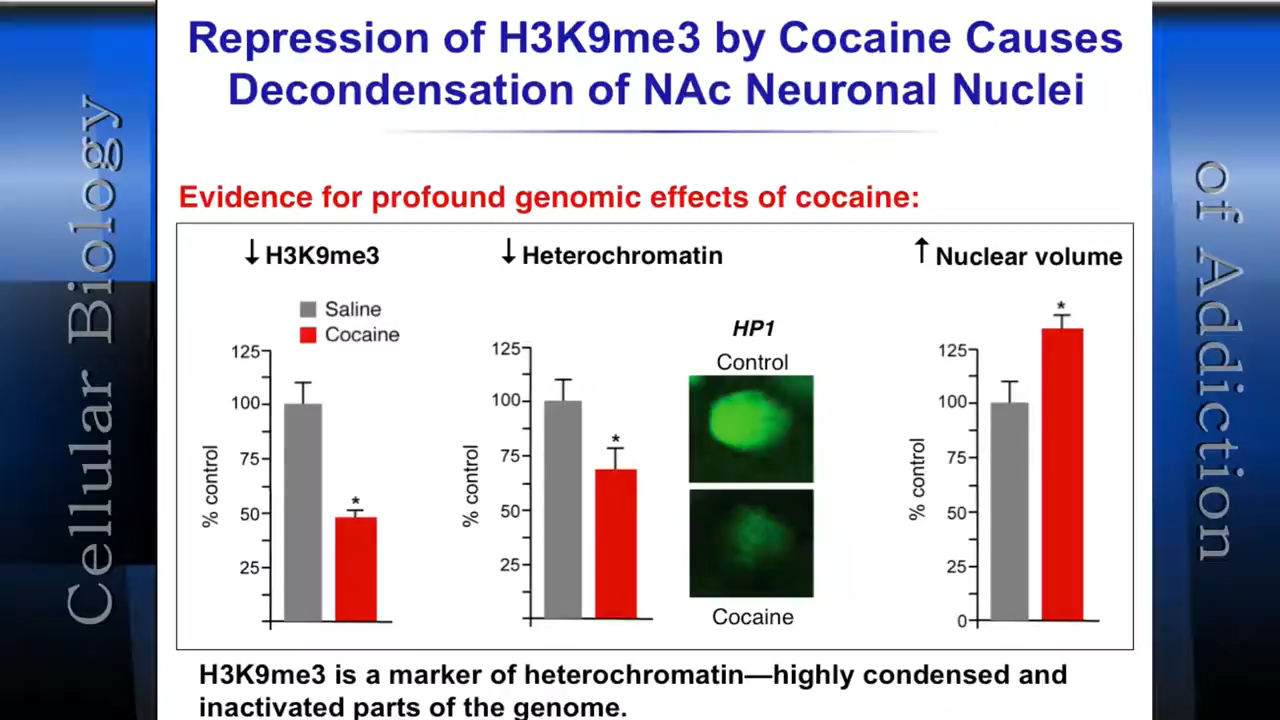 Repression of H3K9me3 by Cocaine Causes
Decondensation of NAc Neuronal Nuclei
Evidence for profound genomic effects of cocaine:
↓ H3K9me3
Saline
Cocaine
125
100
75
50
25
% control
*
↓ Heterochromatin
125
100
75
50
25
% control
*
HP1
Control
Cocaine
↑ Nuclear volume
125
100
75
50
25
0
% control
*
H3K9me3 is a marker of heterochromatin—highly condensed and
inactivated parts of the genome.
Cellular Biology
of Addiction